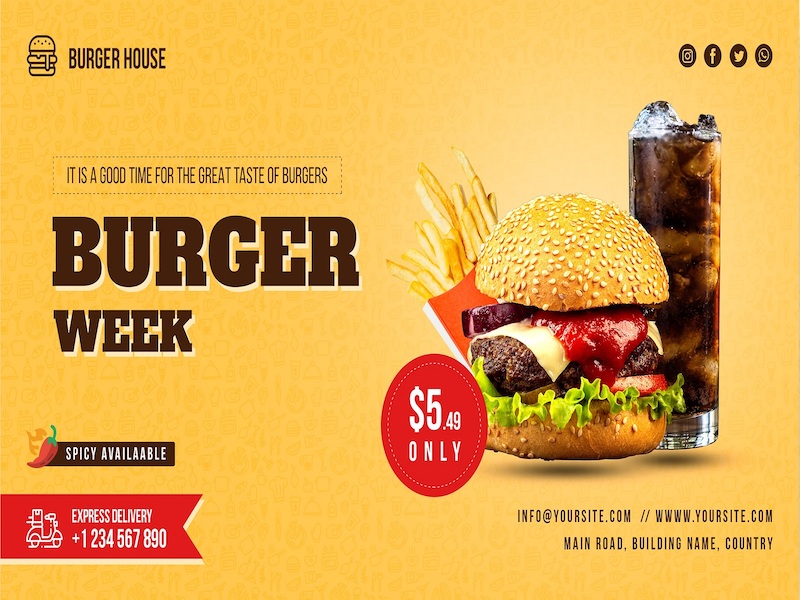 BURGER HOUSE
IT IS A GOOD TIME FOR THE GREAT TASTE OF BURGERS
BURGER
WEEK
$5.49
ONLY
SPICY AVAILAABLE
EXPRESS DELIVERY
+1 234 567 890
INFO@YOURSITE.COM // WWWW.YOURSITE.COM
MAIN ROAD, BUILDING NAME, COUNTRY